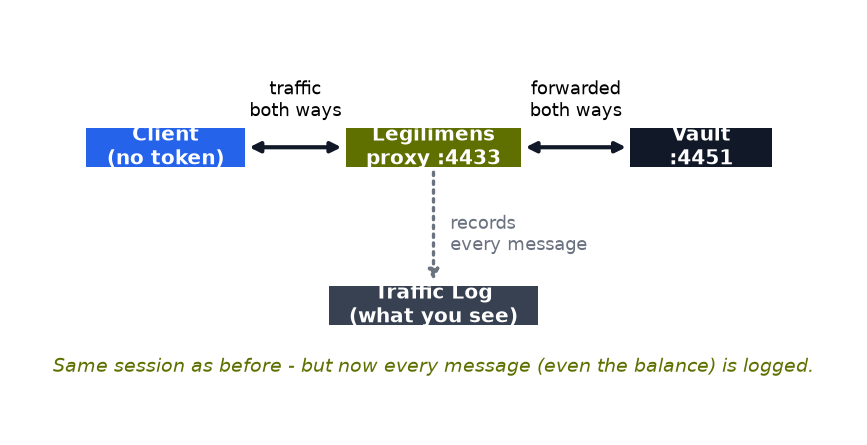 traffic
both ways
forwarded
both ways
Client
(no token)
Legilimens
proxy :4433
Vault
:4451
records
every message
Traffic Log
(what you see)
Same session as before - but now every message (even the balance) is logged.